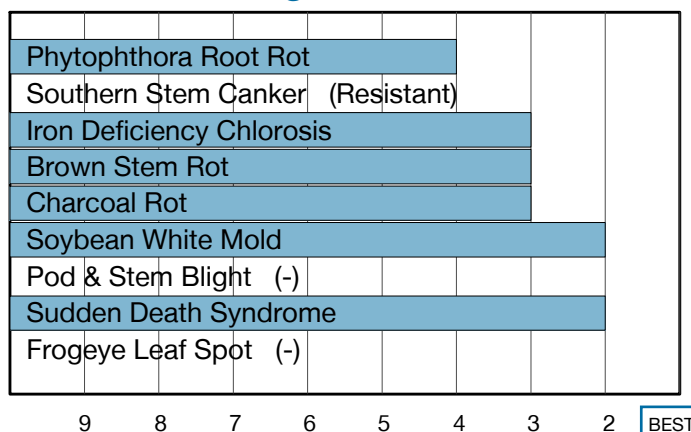 Phytophthora Root Rot
Southern Stem Canker (Resistant)
Iron Deficiency Chlorosis
Brown Stem Rot
Charcoal Rot
Soybean White Mold
Pod & Stem Blight (-)
Sudden Death Syndrome
Frogeye Leaf Spot (-)
9 8 7 6 5 4 3 2 BEST